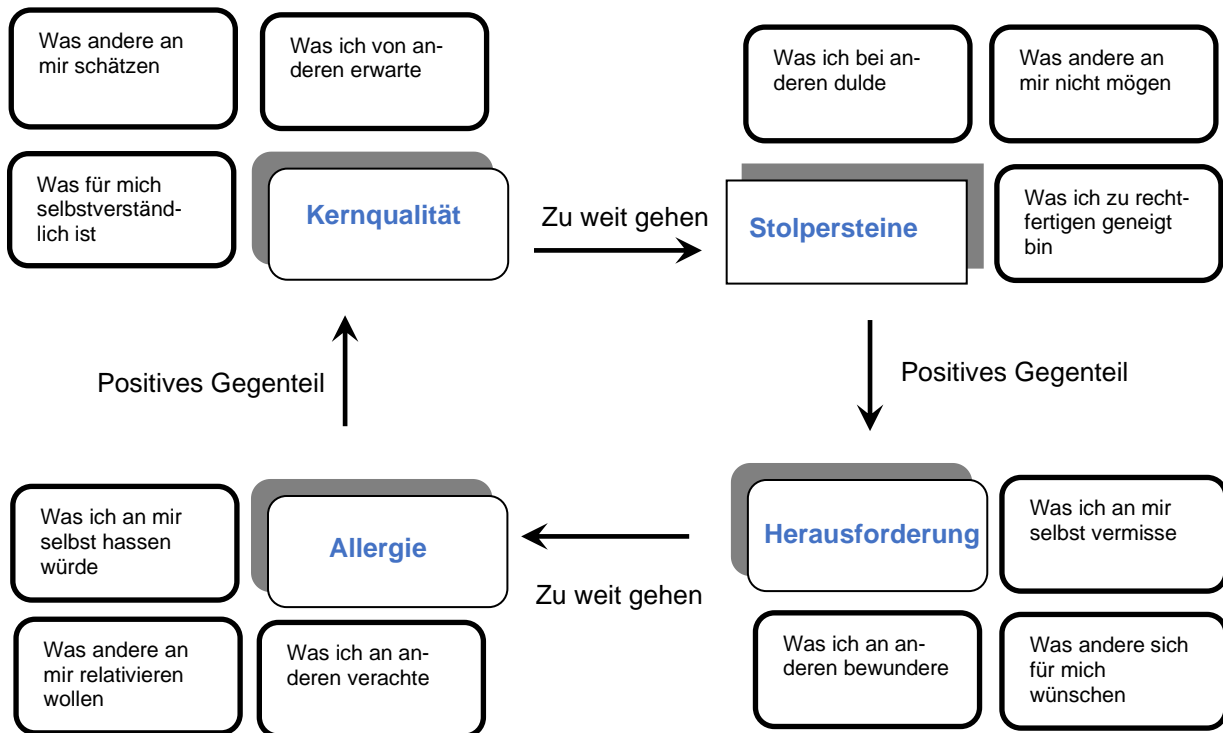 Was andere an
mir schätzen
Was ich von an-
deren erwarte
Was ich bei an-
deren dulde
Was andere an
mir nicht mögen
Was für mich
selbstverständ-
lich ist
Kernqualität
Zu weit gehen
Stolpersteine
Was ich zu recht-
fertigen geneigt
bin
Positives Gegenteil
Positives Gegenteil
Was ich an mir
selbst hassen
würde
Allergie
Zu weit gehen
Herausforderung
Was ich an mir
selbst vermisse
Was andere an
mir relativieren
wollen
Was ich an an-
deren verachte
Was ich an an-
deren bewundere
Was andere sich
für mich
wünschen